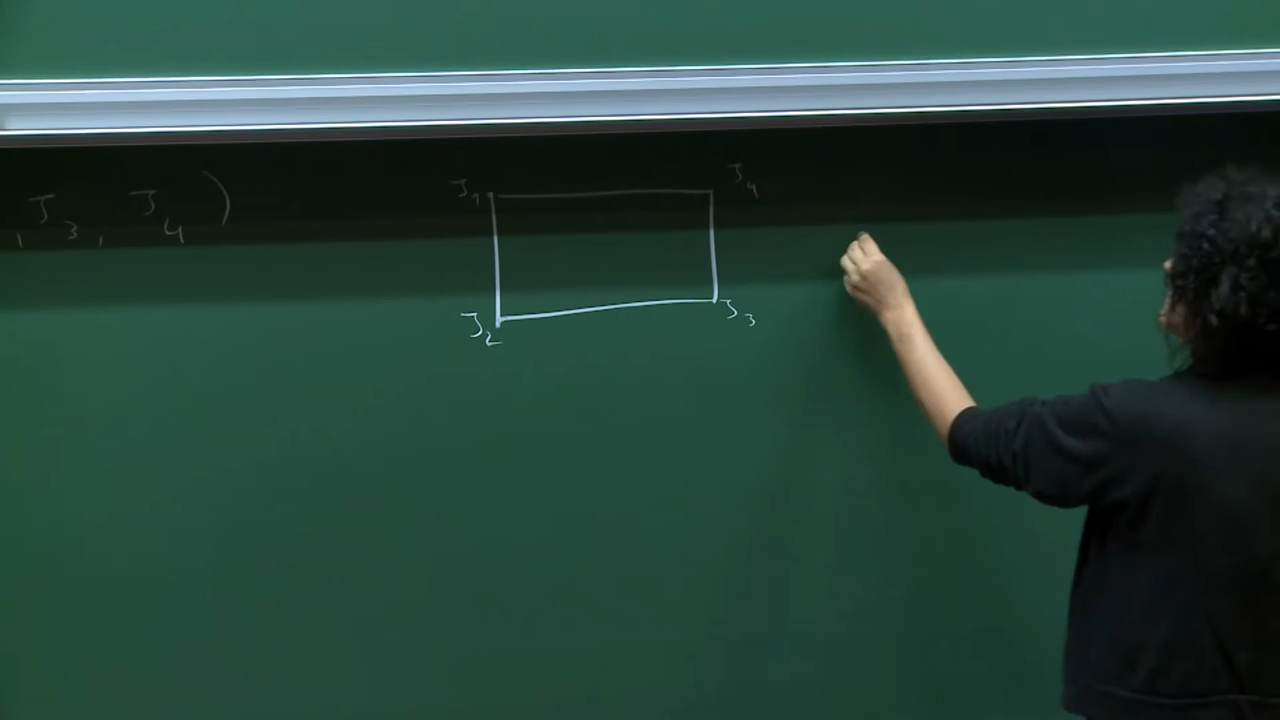 , J₃, J₄ )
J₁ J₄
J₂ J₃